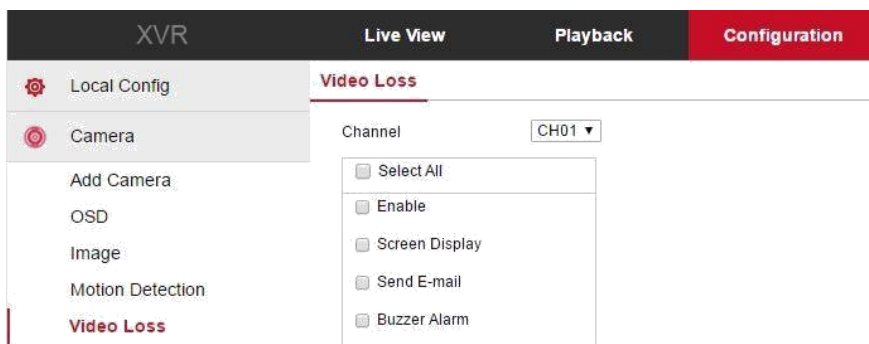 XVR Live View Playback Configuration
Local Config
Camera
Add Camera
OSD
Image
Motion Detection
Video Loss
Video Loss
Channel CH01
Select All
Enable
Screen Display
Send E-mail
Buzzer Alarm